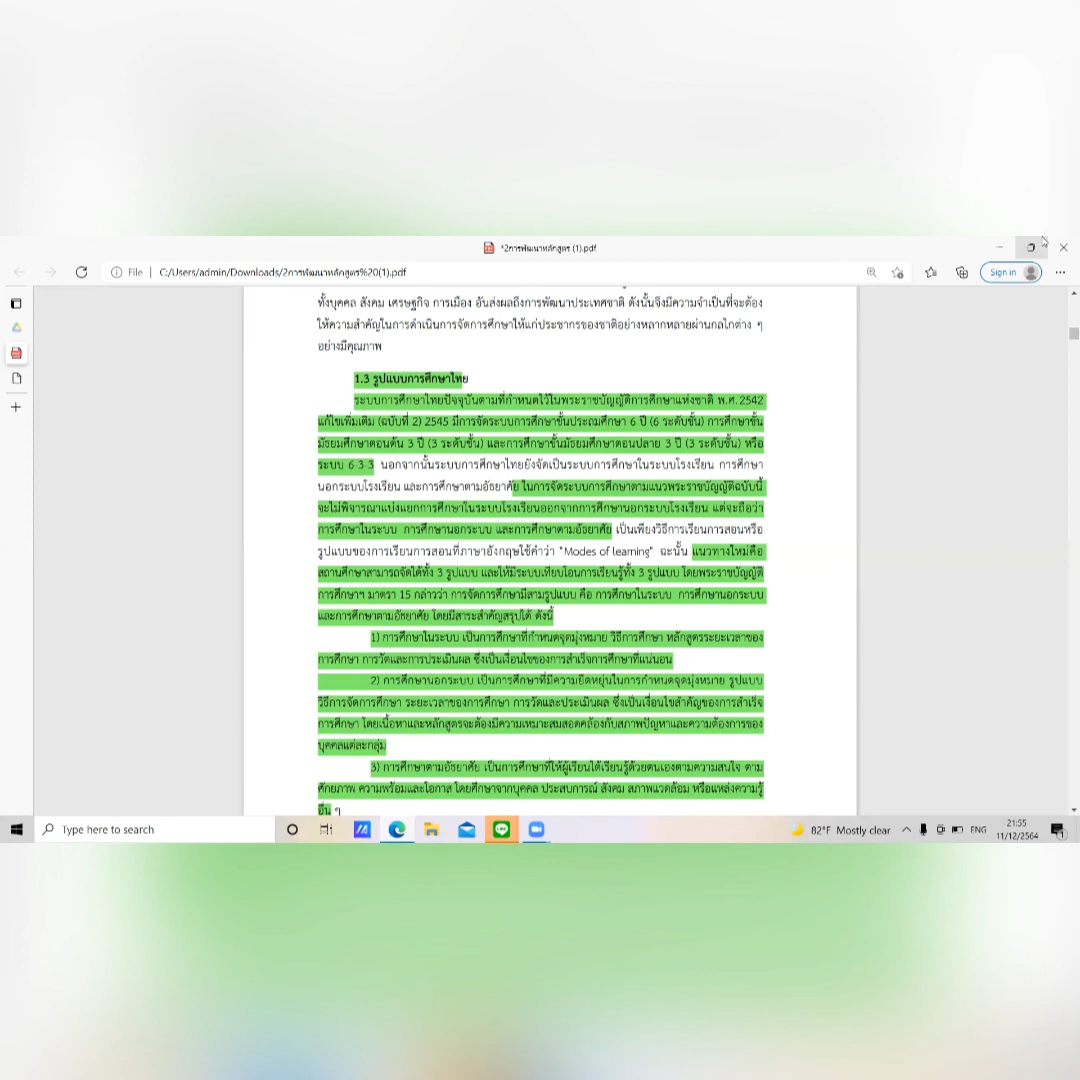 *2การพัฒนาหลักสูตร (1).pdf
File | C:/Users/admin/Downloads/2การพัฒนาหลักสูตร%20(1).pdf
Sign in
ทั้งบุคคล สังคม เศรษฐกิจ การเมือง อันส่งผลถึงการพัฒนาประเทศชาติ ดังนั้นจึงมีความจำเป็นที่จะต้อง
ให้ความสำคัญในการดำเนินการจัดการศึกษาให้แก่ประชากรของชาติอย่างหลากหลายผ่านกลไกต่าง ๆ
อย่างมีคุณภาพ
1.3 รูปแบบการศึกษาไทย
ระบบการศึกษาไทยปัจจุบันตามที่กำหนดไว้ในพระราชบัญญัติการศึกษาแห่งชาติ พ.ศ.2542
แก้ไขเพิ่มเติม (ฉบับที่ 2) 2545 มีการจัดระบบการศึกษาชั้นประถมศึกษา 6 ปี (6 ระดับชั้น) การศึกษาชั้น
มัธยมศึกษาตอนต้น 3 ปี (3 ระดับชั้น) และการศึกษาชั้นมัธยมศึกษาตอนปลาย 3 ปี (3 ระดับชั้น) หรือ
ระบบ 6-3-3 นอกจากนั้นระบบการศึกษาไทยยังจัดเป็นระบบการศึกษาในระบบโรงเรียน การศึกษา
นอกระบบโรงเรียน และการศึกษาตามอัธยาศัย ในการจัดระบบการศึกษาตามแนวพระราชบัญญัติฉบับนี้
จะไม่พิจารณาแบ่งแยกการศึกษาในระบบโรงเรียนออกจากการศึกษานอกระบบโรงเรียน แต่จะถือว่า
การศึกษาในระบบ การศึกษานอกระบบ และการศึกษาตามอัธยาศัย เป็นเพียงวิธีการเรียนการสอนหรือ
รูปแบบของการเรียนการสอนที่ภาษาอังกฤษใช้คำว่า "Modes of learning" ฉะนั้น แนวทางใหม่คือ
สถานศึกษาสามารถจัดได้ทั้ง 3 รูปแบบ และให้มีระบบเทียบโอนการเรียนรู้ทั้ง 3 รูปแบบ โดยพระราชบัญญัติ
การศึกษาฯ มาตรา 15 กล่าวว่า การจัดการศึกษามีสามรูปแบบ คือ การศึกษาในระบบ การศึกษานอกระบบ
และการศึกษาตามอัธยาศัย โดยมีสาระสำคัญสรุปได้ ดังนี้
1) การศึกษาในระบบ เป็นการศึกษาที่กำหนดจุดมุ่งหมาย วิธีการศึกษา หลักสูตรระยะเวลาของ
การศึกษา การวัดและการประเมินผล ซึ่งเป็นเงื่อนไขของการสำเร็จการศึกษาที่แน่นอน
2) การศึกษานอกระบบ เป็นการศึกษาที่มีความยืดหยุ่นในการกำหนดจุดมุ่งหมาย รูปแบบ
วิธีการจัดการศึกษา ระยะเวลาของการศึกษา การวัดและประเมินผล ซึ่งเป็นเงื่อนไขสำคัญของการสำเร็จ
การศึกษา โดยเนื้อหาและหลักสูตรจะต้องมีความเหมาะสมสอดคล้องกับสภาพปัญหาและความต้องการของ
บุคคลแต่ละกลุ่ม
3) การศึกษาตามอัธยาศัย เป็นการศึกษาที่ให้ผู้เรียนได้เรียนรู้ด้วยตนเองตามความสนใจ ตาม
ศักยภาพ ความพร้อมและโอกาส โดยศึกษาจากบุคคล ประสบการณ์ สังคม สภาพแวดล้อม หรือแหล่งความรู้
อื่น ๆ
Type here to search
82°F Mostly clear
ENG
21:55
11/12/2564